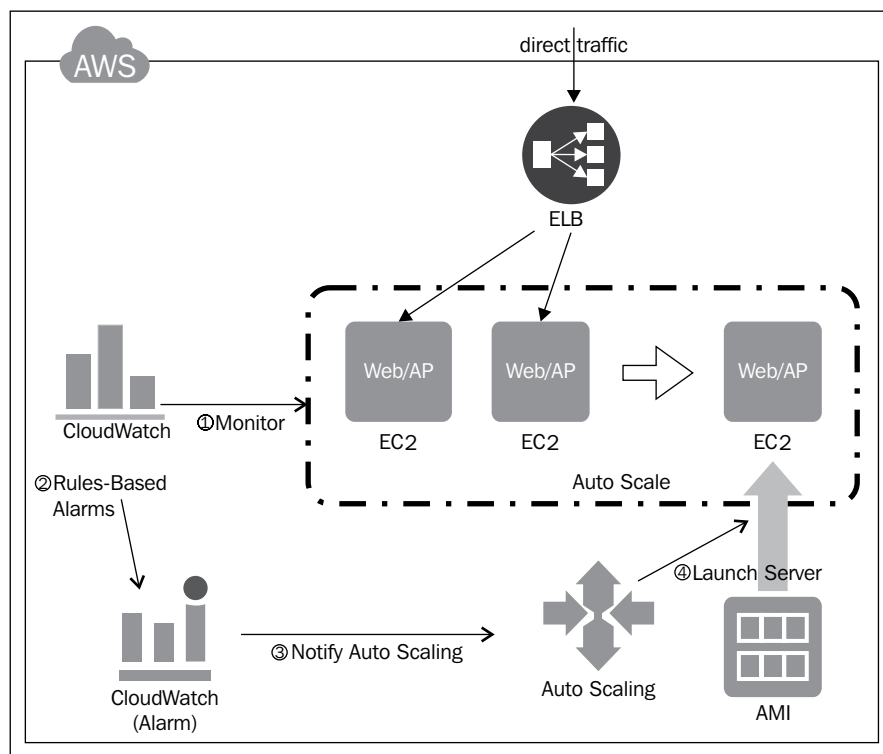 AWS
direct traffic
ELB
Web/AP
Web/AP
Web/AP
EC2
EC2
EC2
Auto Scale
CloudWatch
①Monitor
②Rules-Based
Alarms
CloudWatch
(Alarm)
③Notify Auto Scaling
Auto Scaling
④Launch Server
AMI